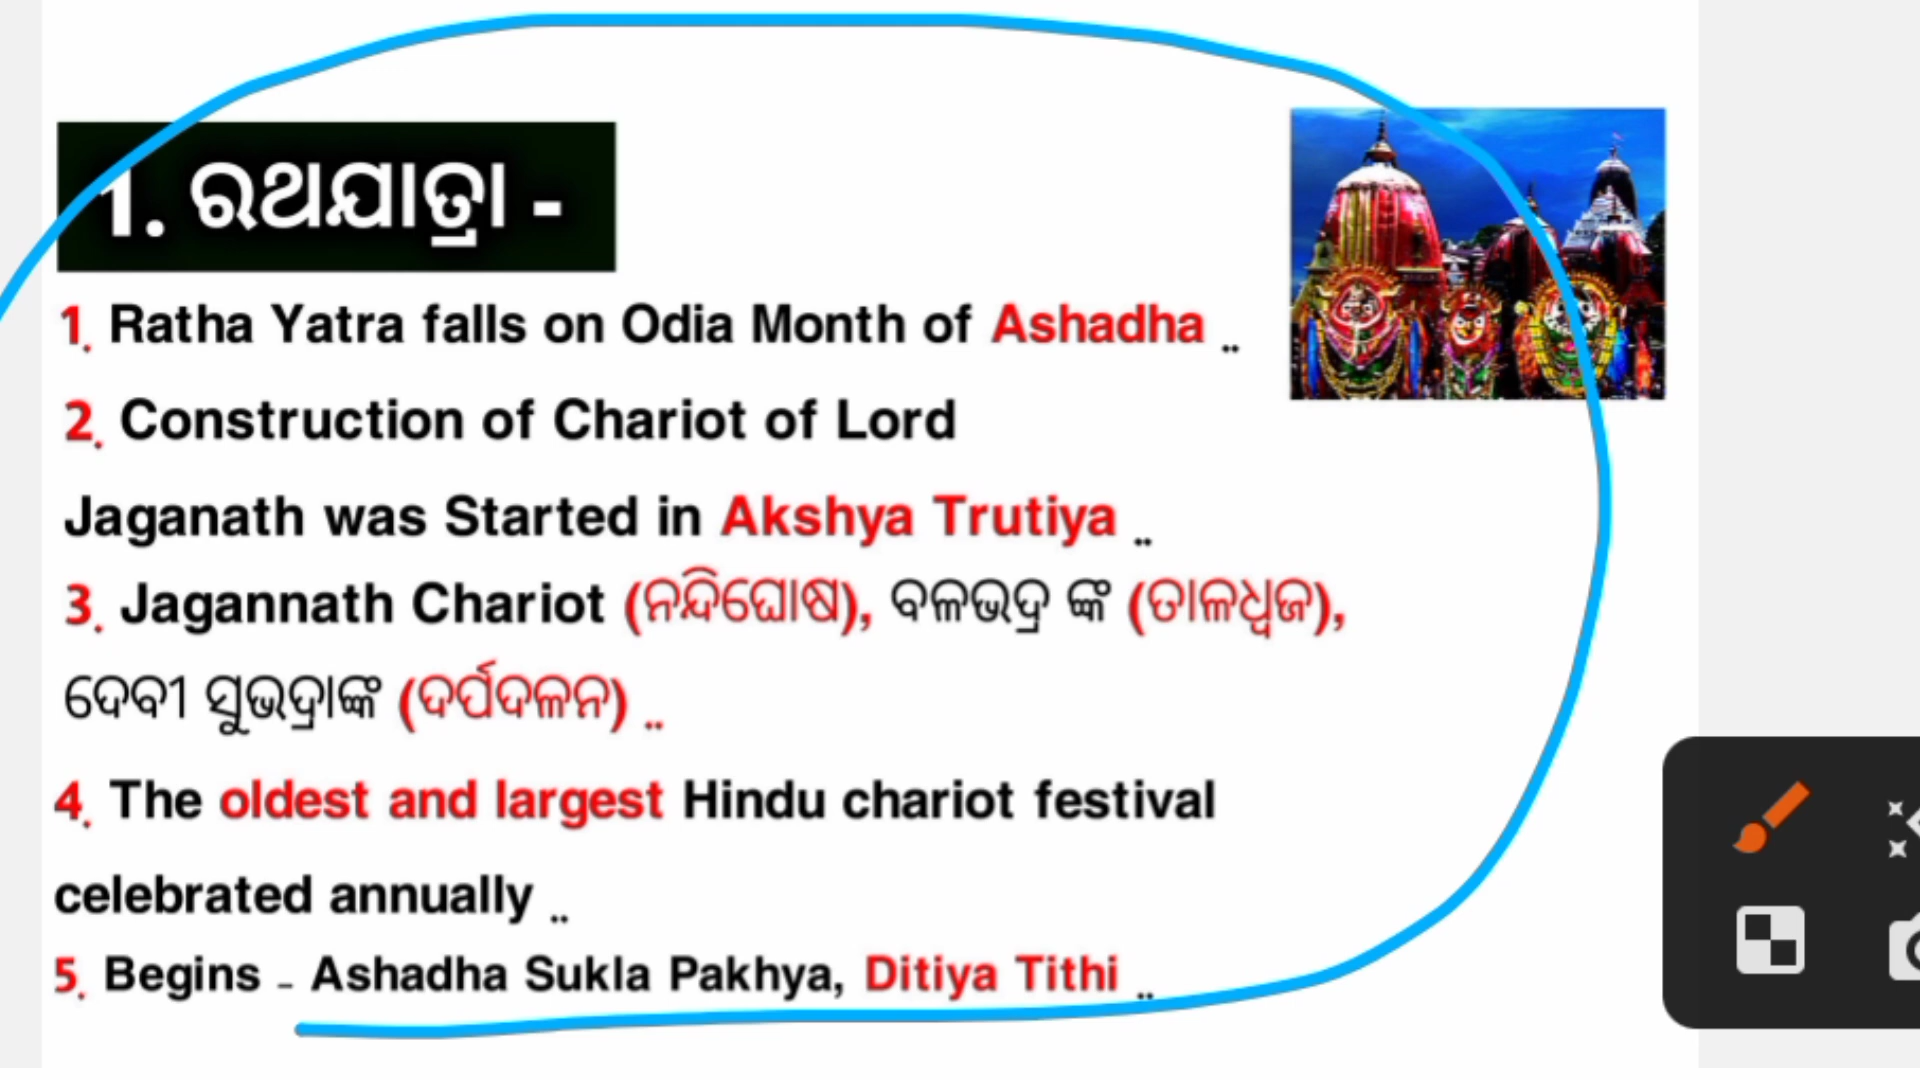 1. ରଥଯାତ୍ରା -
1. Ratha Yatra falls on Odia Month of Ashadha ..
2. Construction of Chariot of Lord
Jaganath was Started in Akshya Trutiya ..
3. Jagannath Chariot (ନନ୍ଦିଘୋଷ), ବଳଭଦ୍ର ଙ୍କ (ତାଳଧ୍ୱଜ),
ଦେବୀ ସୁଭଦ୍ରାଙ୍କ (ଦର୍ପଦଳନ) ..
4. The oldest and largest Hindu chariot festival
celebrated annually ..
5. Begins - Ashadha Sukla Pakhya, Ditiya Tithi ..